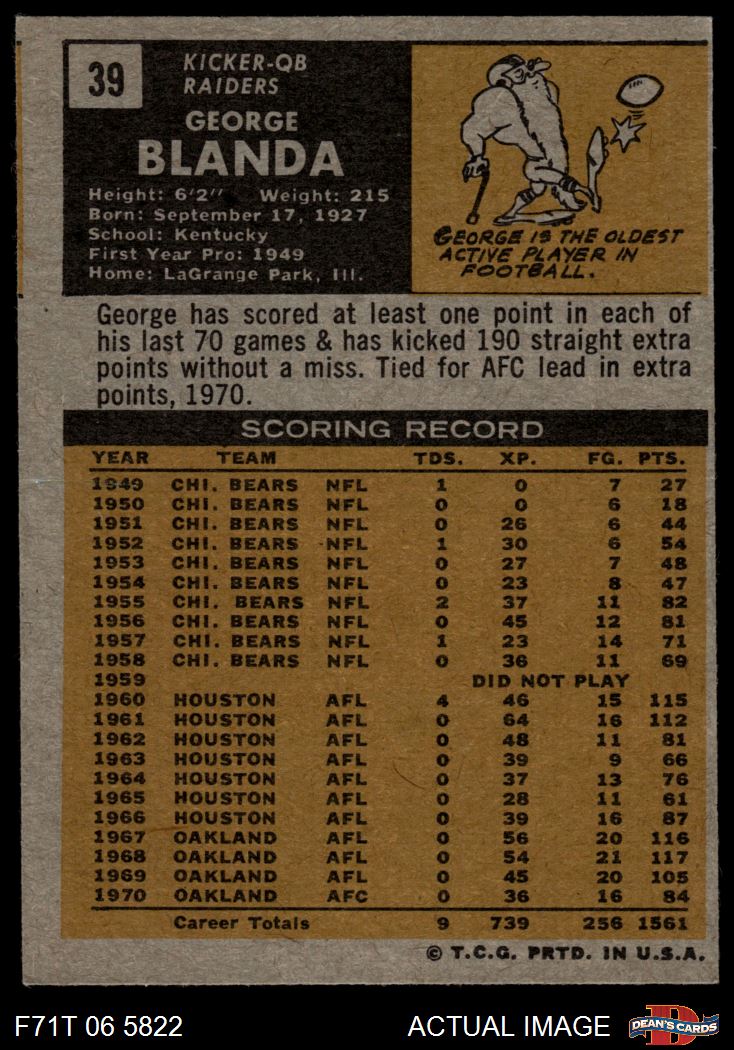 39
KICKER-QB
RAIDERS
GEORGE
BLANDA
Height: 6'2" Weight: 215
Born: September 17, 1927
School: Kentucky
First Year Pro: 1949
Home: LaGrange Park, Ill.
GEORGE IS THE OLDEST
ACTIVE PLAYER IN
FOOTBALL.
George has scored at least one point in each of
his last 70 games & has kicked 190 straight extra
points without a miss. Tied for AFC lead in extra
points, 1970.
SCORING RECORD
YEAR TEAM TDS. XP. FG. PTS.
1949 CHI. BEARS NFL 1 0 7 27
1950 CHI. BEARS NFL 0 0 6 18
1951 CHI. BEARS NFL 0 26 6 44
1952 CHI. BEARS NFL 1 30 6 54
1953 CHI. BEARS NFL 0 27 7 48
1954 CHI. BEARS NFL 0 23 8 47
1955 CHI. BEARS NFL 2 37 11 82
1956 CHI. BEARS NFL 0 45 12 81
1957 CHI. BEARS NFL 1 23 14 71
1958 CHI. BEARS NFL 0 36 11 69
1959 DID NOT PLAY
1960 HOUSTON AFL 4 46 15 115
1961 HOUSTON AFL 0 64 16 112
1962 HOUSTON AFL 0 48 11 81
1963 HOUSTON AFL 0 39 9 66
1964 HOUSTON AFL 0 37 13 76
1965 HOUSTON AFL 0 28 11 61
1966 HOUSTON AFL 0 39 16 87
1967 OAKLAND AFL 0 56 20 116
1968 OAKLAND AFL 0 54 21 117
1969 OAKLAND AFL 0 45 20 105
1970 OAKLAND AFC 0 36 16 84
Career Totals 9 739 256 1561
© T.C.G. PRTD. IN U.S.A.
F71T 06 5822 ACTUAL IMAGE DEAN'S CARDS